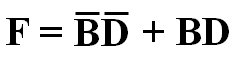 F = B̅D̅ + BD